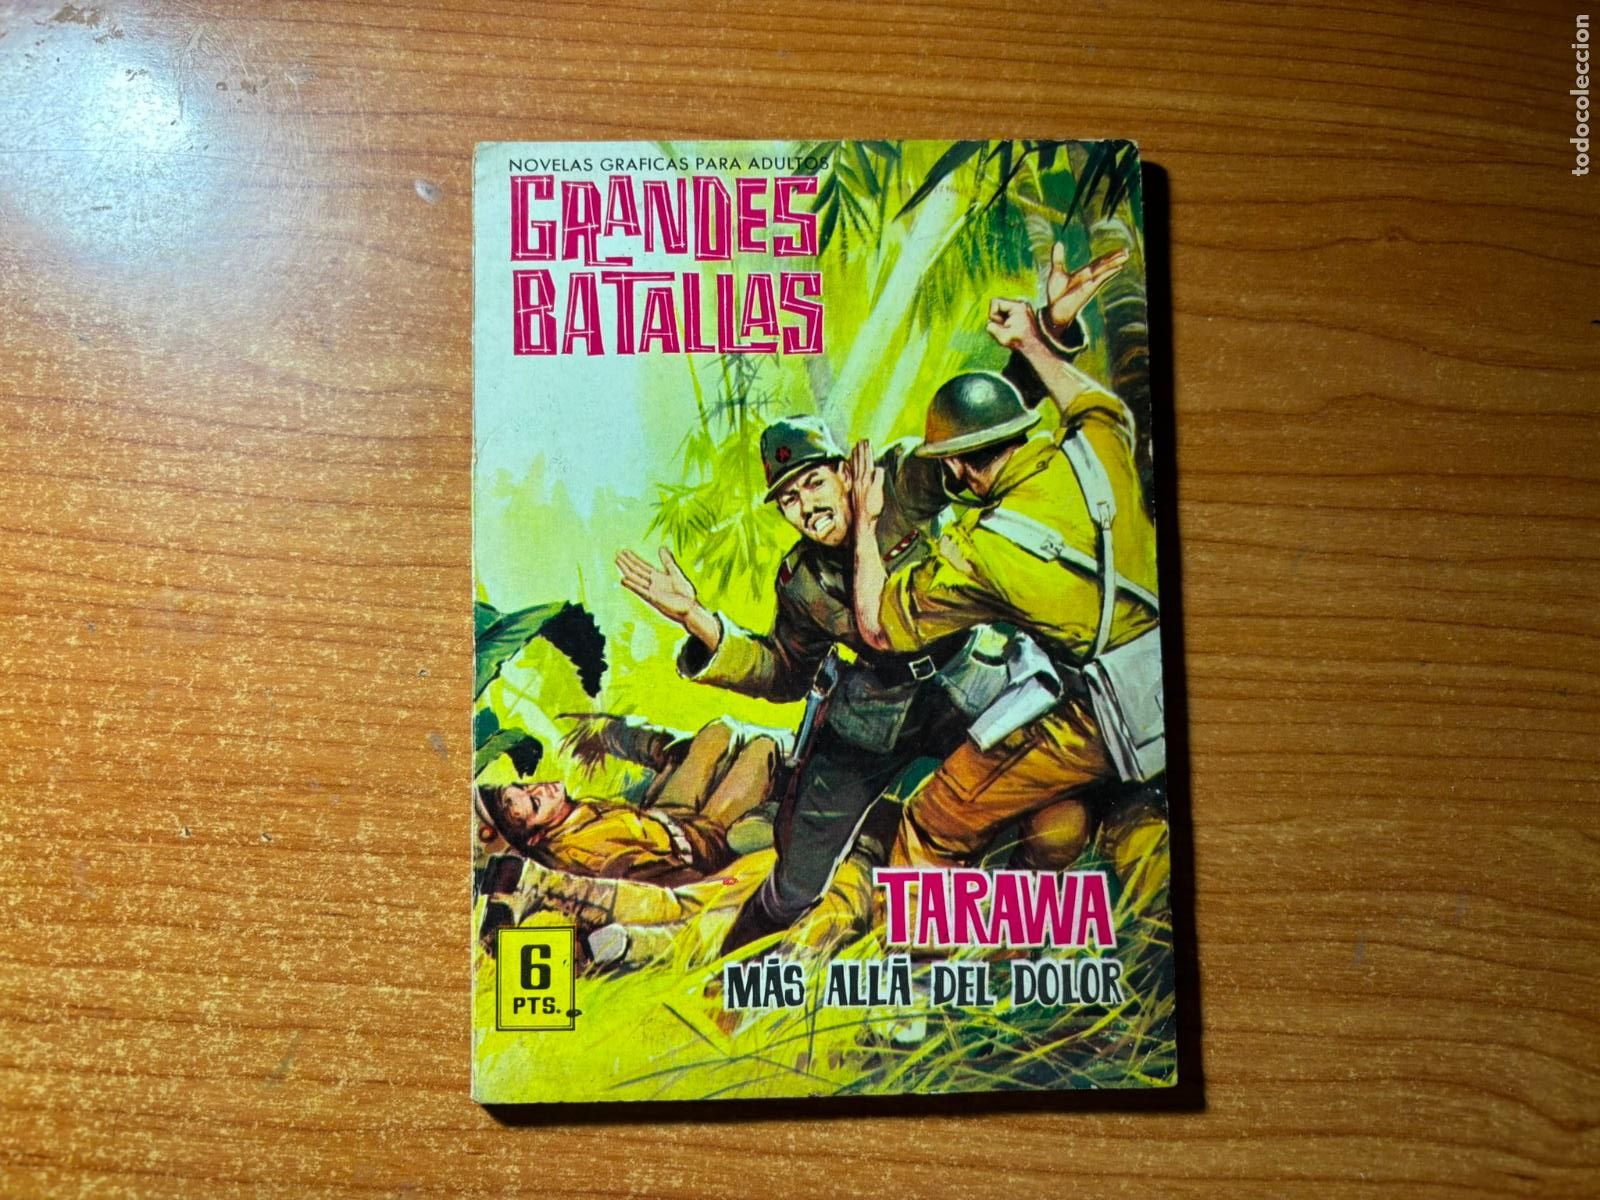 NOVELAS GRAFICAS PARA ADULTOS
GRANDES
BATALLAS
TARAWA
MÁS ALLÁ DEL DOLOR
6
PTS.
todocoleccion